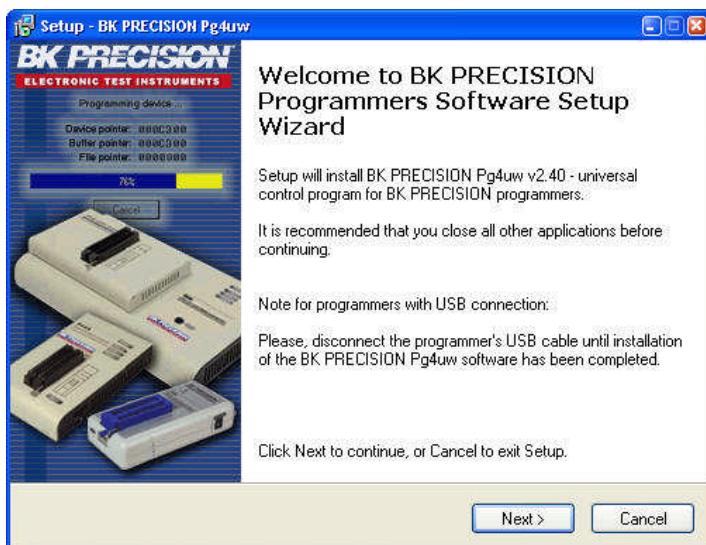 Setup - BK PRECISION Pg4uw
BK PRECISION
ELECTRONIC TEST INSTRUMENTS
Programming device ...
Device pointer: 000C300
Buffer pointer: 000C300
File pointer: 0000000
76%
Cancel
Welcome to BK PRECISION
Programmers Software Setup
Wizard
Setup will install BK PRECISION Pg4uw v2.40 - universal
control program for BK PRECISION programmers.
It is recommended that you close all other applications before
continuing.
Note for programmers with USB connection:
Please, disconnect the programmer's USB cable until installation
of the BK PRECISION Pg4uw software has been completed.
Click Next to continue, or Cancel to exit Setup.
Next >
Cancel